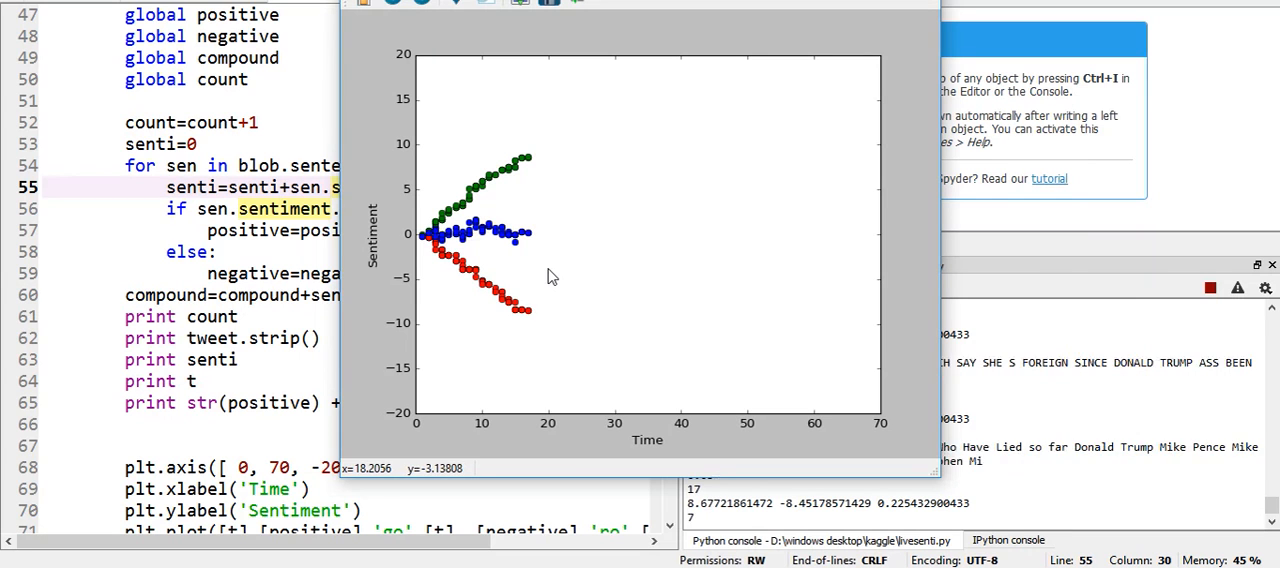 47 global positive
48 global negative
49 global compound
50 global count
51
52 count=count+1
53 senti=0
54 for sen in blob.sente
55 senti=senti+sen.s
56 if sen.sentiment.
57 positive=posi
58 else:
59 negative=nega
60 compound=compound+sen
61 print count
62 print tweet.strip()
63 print senti
64 print t
65 print str(positive) +
66
67
68 plt.axis([ 0, 70, -20
69 plt.xlabel('Time')
70 plt.ylabel('Sentiment')
71 plt.plot([t],[positive],'go',[t],
20
15
10
5
0
−5
−10
−15
−20
Sentiment
0 10 20 30 40 50 60 70
Time
x=18.2056 y=-3.13808
p of any object by pressing Ctrl+I in
the Editor or the Console.
wn automatically after writing a left
n object. You can activate this
es > Help.
Spyder? Read our tutorial
y
00433
CH SAY SHE S FOREIGN SINCE DONALD TRUMP ASS BEEN
00433
ho Have Lied so far Donald Trump Mike Pence Mike
phen Mi
17
8.67721861472 -8.45178571429 0.225432900433
7
Python console - D:\windows desktop\kaggle\livesenti.py IPython console
Permissions: RW End-of-lines: CRLF Encoding: UTF-8 Line: 55 Column: 30 Memory: 45 %